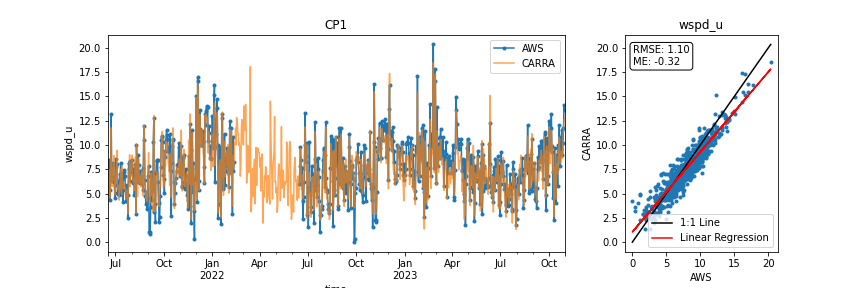 CP1
wspd_u
20.0
17.5
15.0
12.5
10.0
7.5
5.0
2.5
0.0
wspd_u
AWS
CARRA
Jul
Oct
Jan
2022
Apr
Jul
Oct
Jan
2023
Apr
Jul
Oct
time
wspd_u
20.0
17.5
15.0
12.5
10.0
7.5
5.0
2.5
0.0
CARRA
RMSE: 1.10
ME: -0.32
1:1 Line
Linear Regression
0
5
10
15
20
AWS